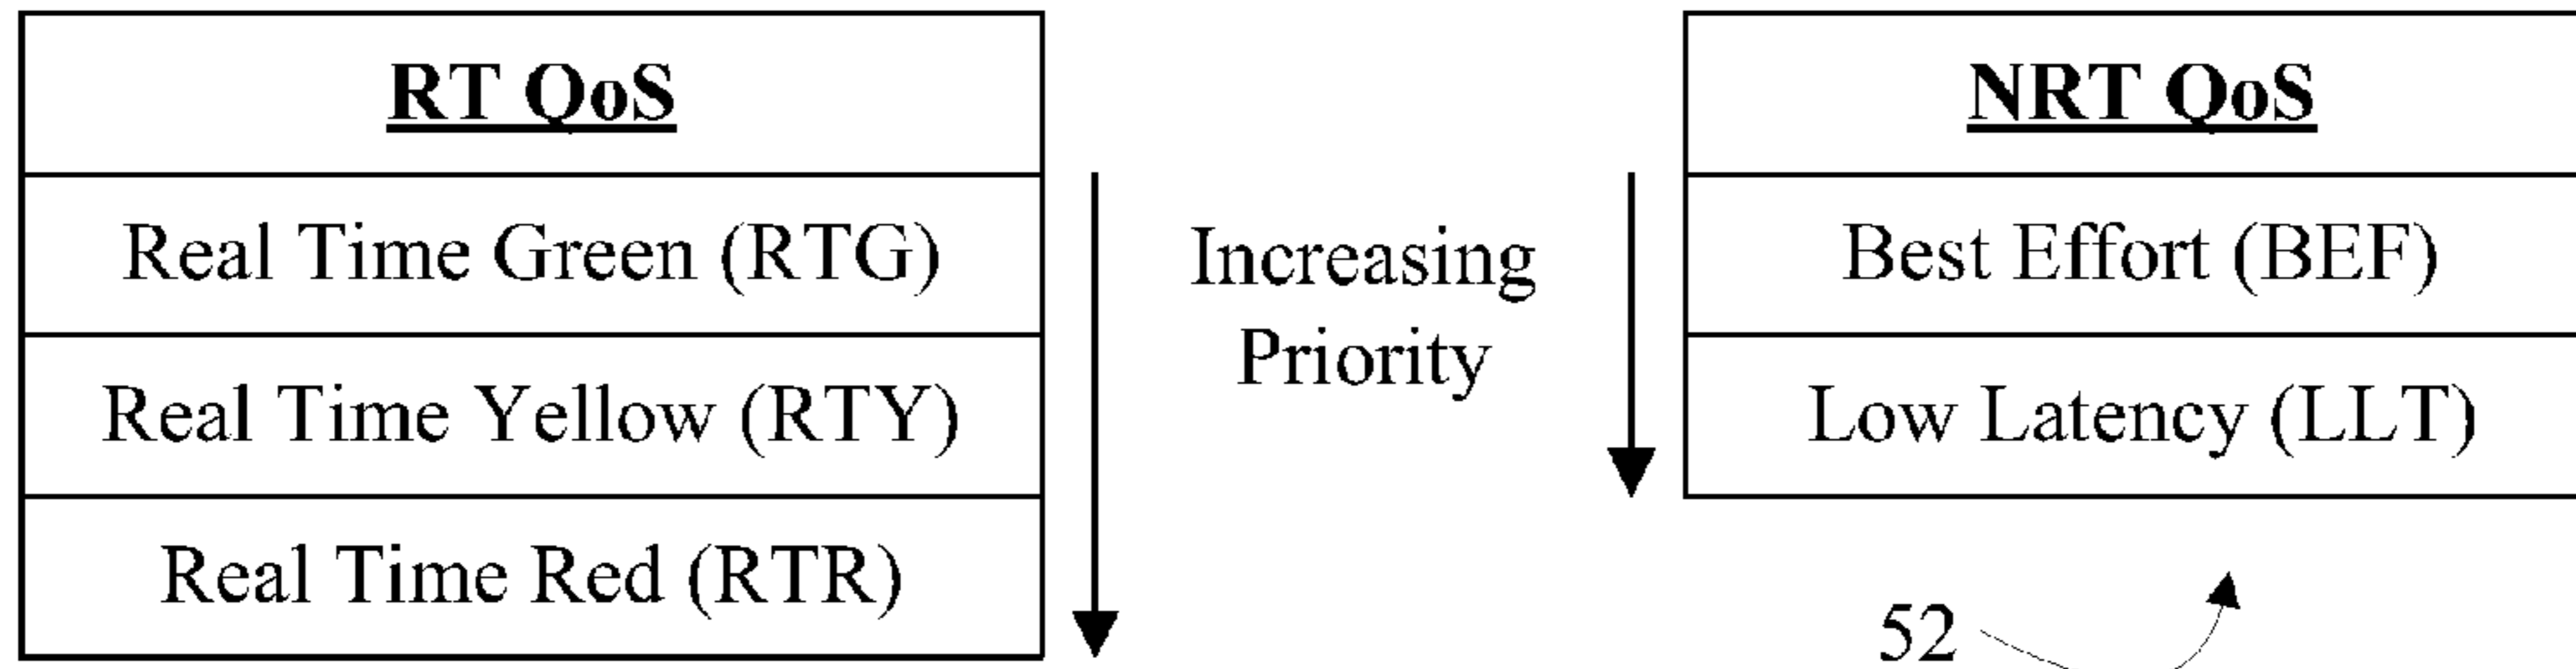 RT QoS
Real Time Green (RTG)
Real Time Yellow (RTY)
Real Time Red (RTR)
Increasing
Priority
NRT QoS
Best Effort (BEF)
Low Latency (LLT)
52